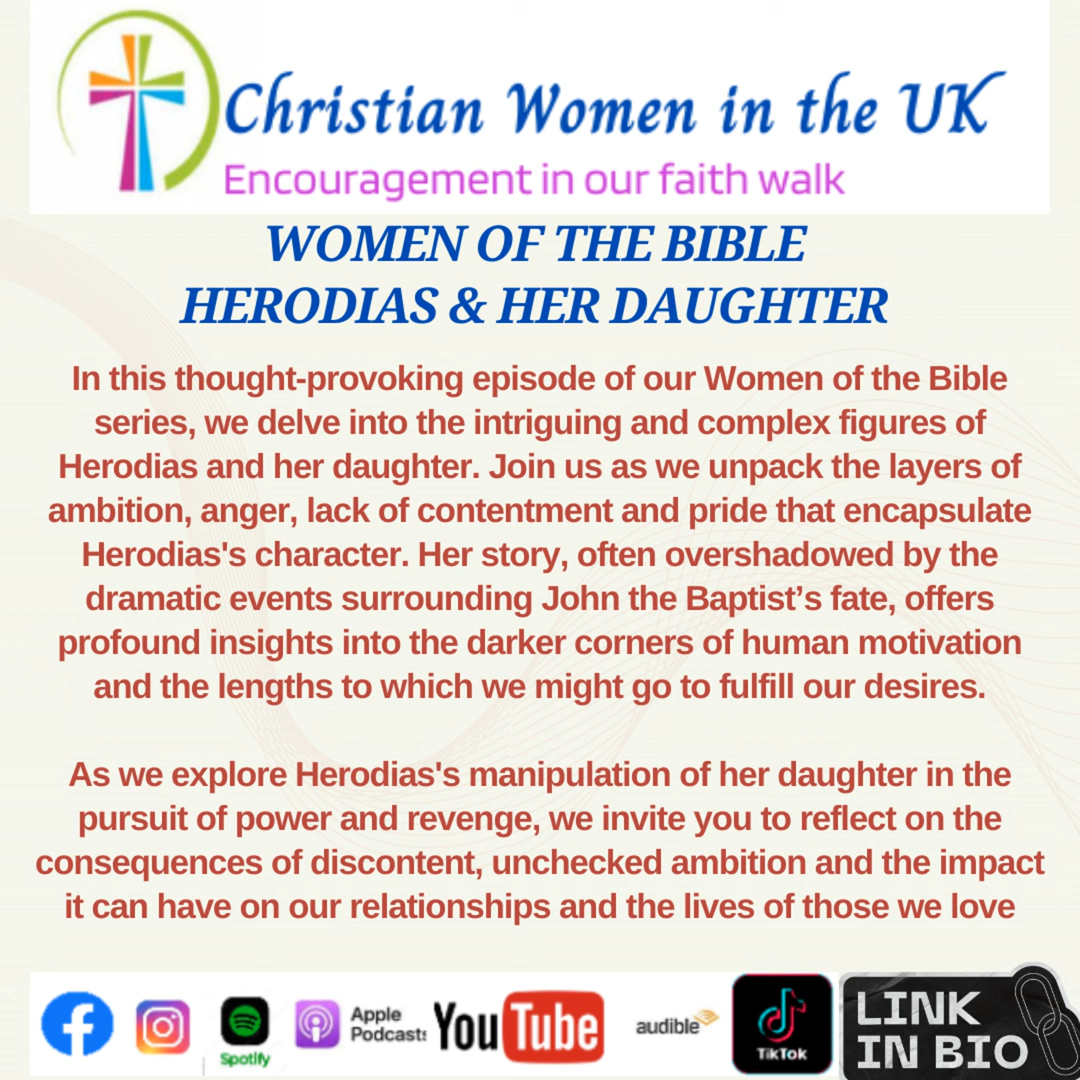 Christian Women in the UK
Encouragement in our faith walk
WOMEN OF THE BIBLE
HERODIAS & HER DAUGHTER
In this thought-provoking episode of our Women of the Bible
series, we delve into the intriguing and complex figures of
Herodias and her daughter. Join us as we unpack the layers of
ambition, anger, lack of contentment and pride that encapsulate
Herodias's character. Her story, often overshadowed by the
dramatic events surrounding John the Baptist’s fate, offers
profound insights into the darker corners of human motivation
and the lengths to which we might go to fulfill our desires.
As we explore Herodias's manipulation of her daughter in the
pursuit of power and revenge, we invite you to reflect on the
consequences of discontent, unchecked ambition and the impact
it can have on our relationships and the lives of those we love
Spotify
Apple
Podcasts
YouTube
audible
TikTok
LINK
IN BIO